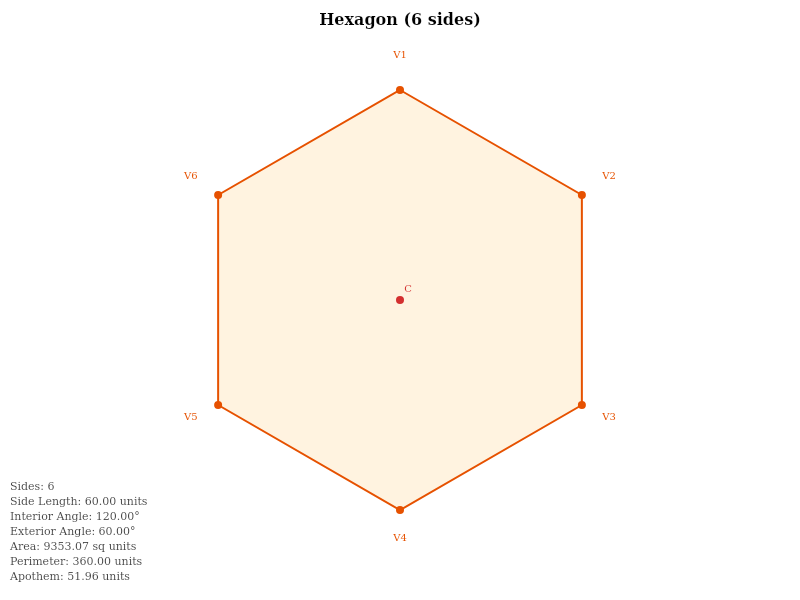 Hexagon (6 sides)
V1
V6
V2
C
V5
V3
V4
Sides: 6
Side Length: 60.00 units
Interior Angle: 120.00°
Exterior Angle: 60.00°
Area: 9353.07 sq units
Perimeter: 360.00 units
Apothem: 51.96 units